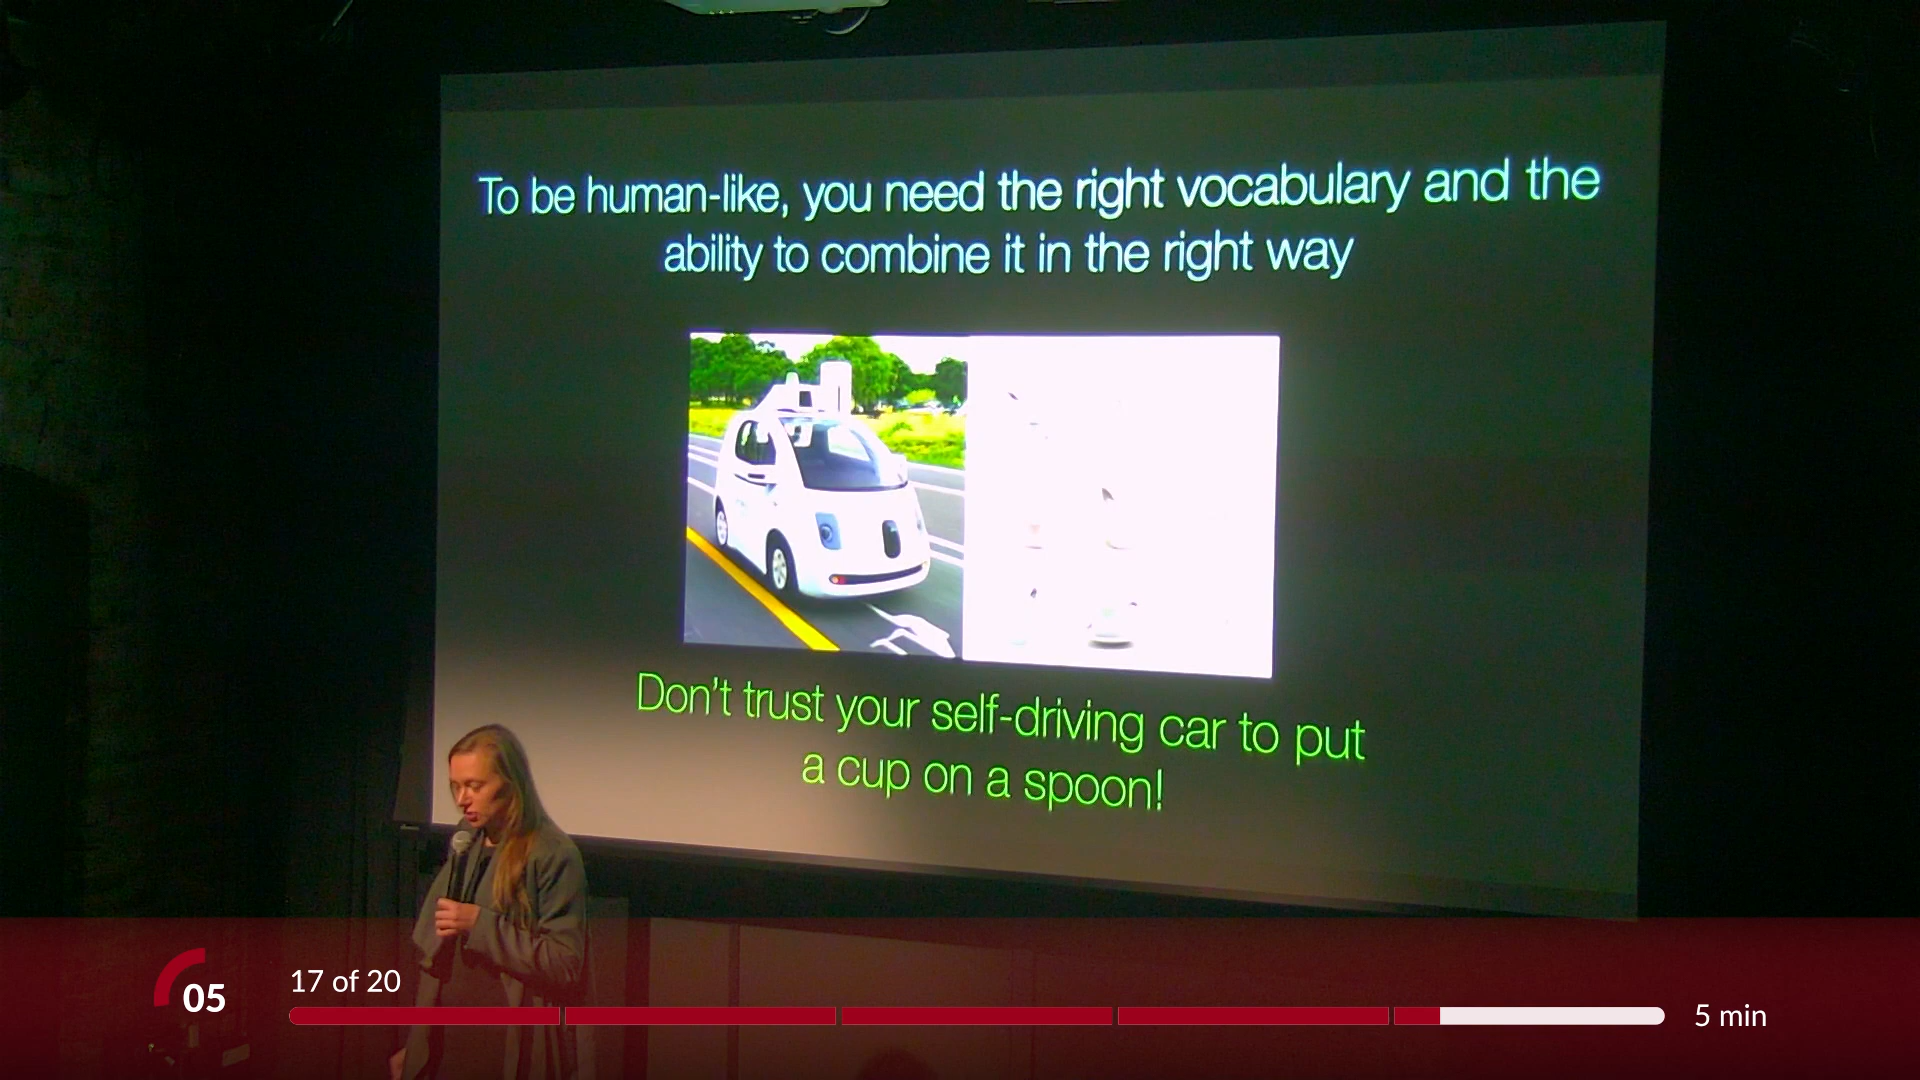 To be human-like, you need the right vocabulary and the
ability to combine it in the right way
Don't trust your self-driving car to put
a cup on a spoon!
05
17 of 20
5 min